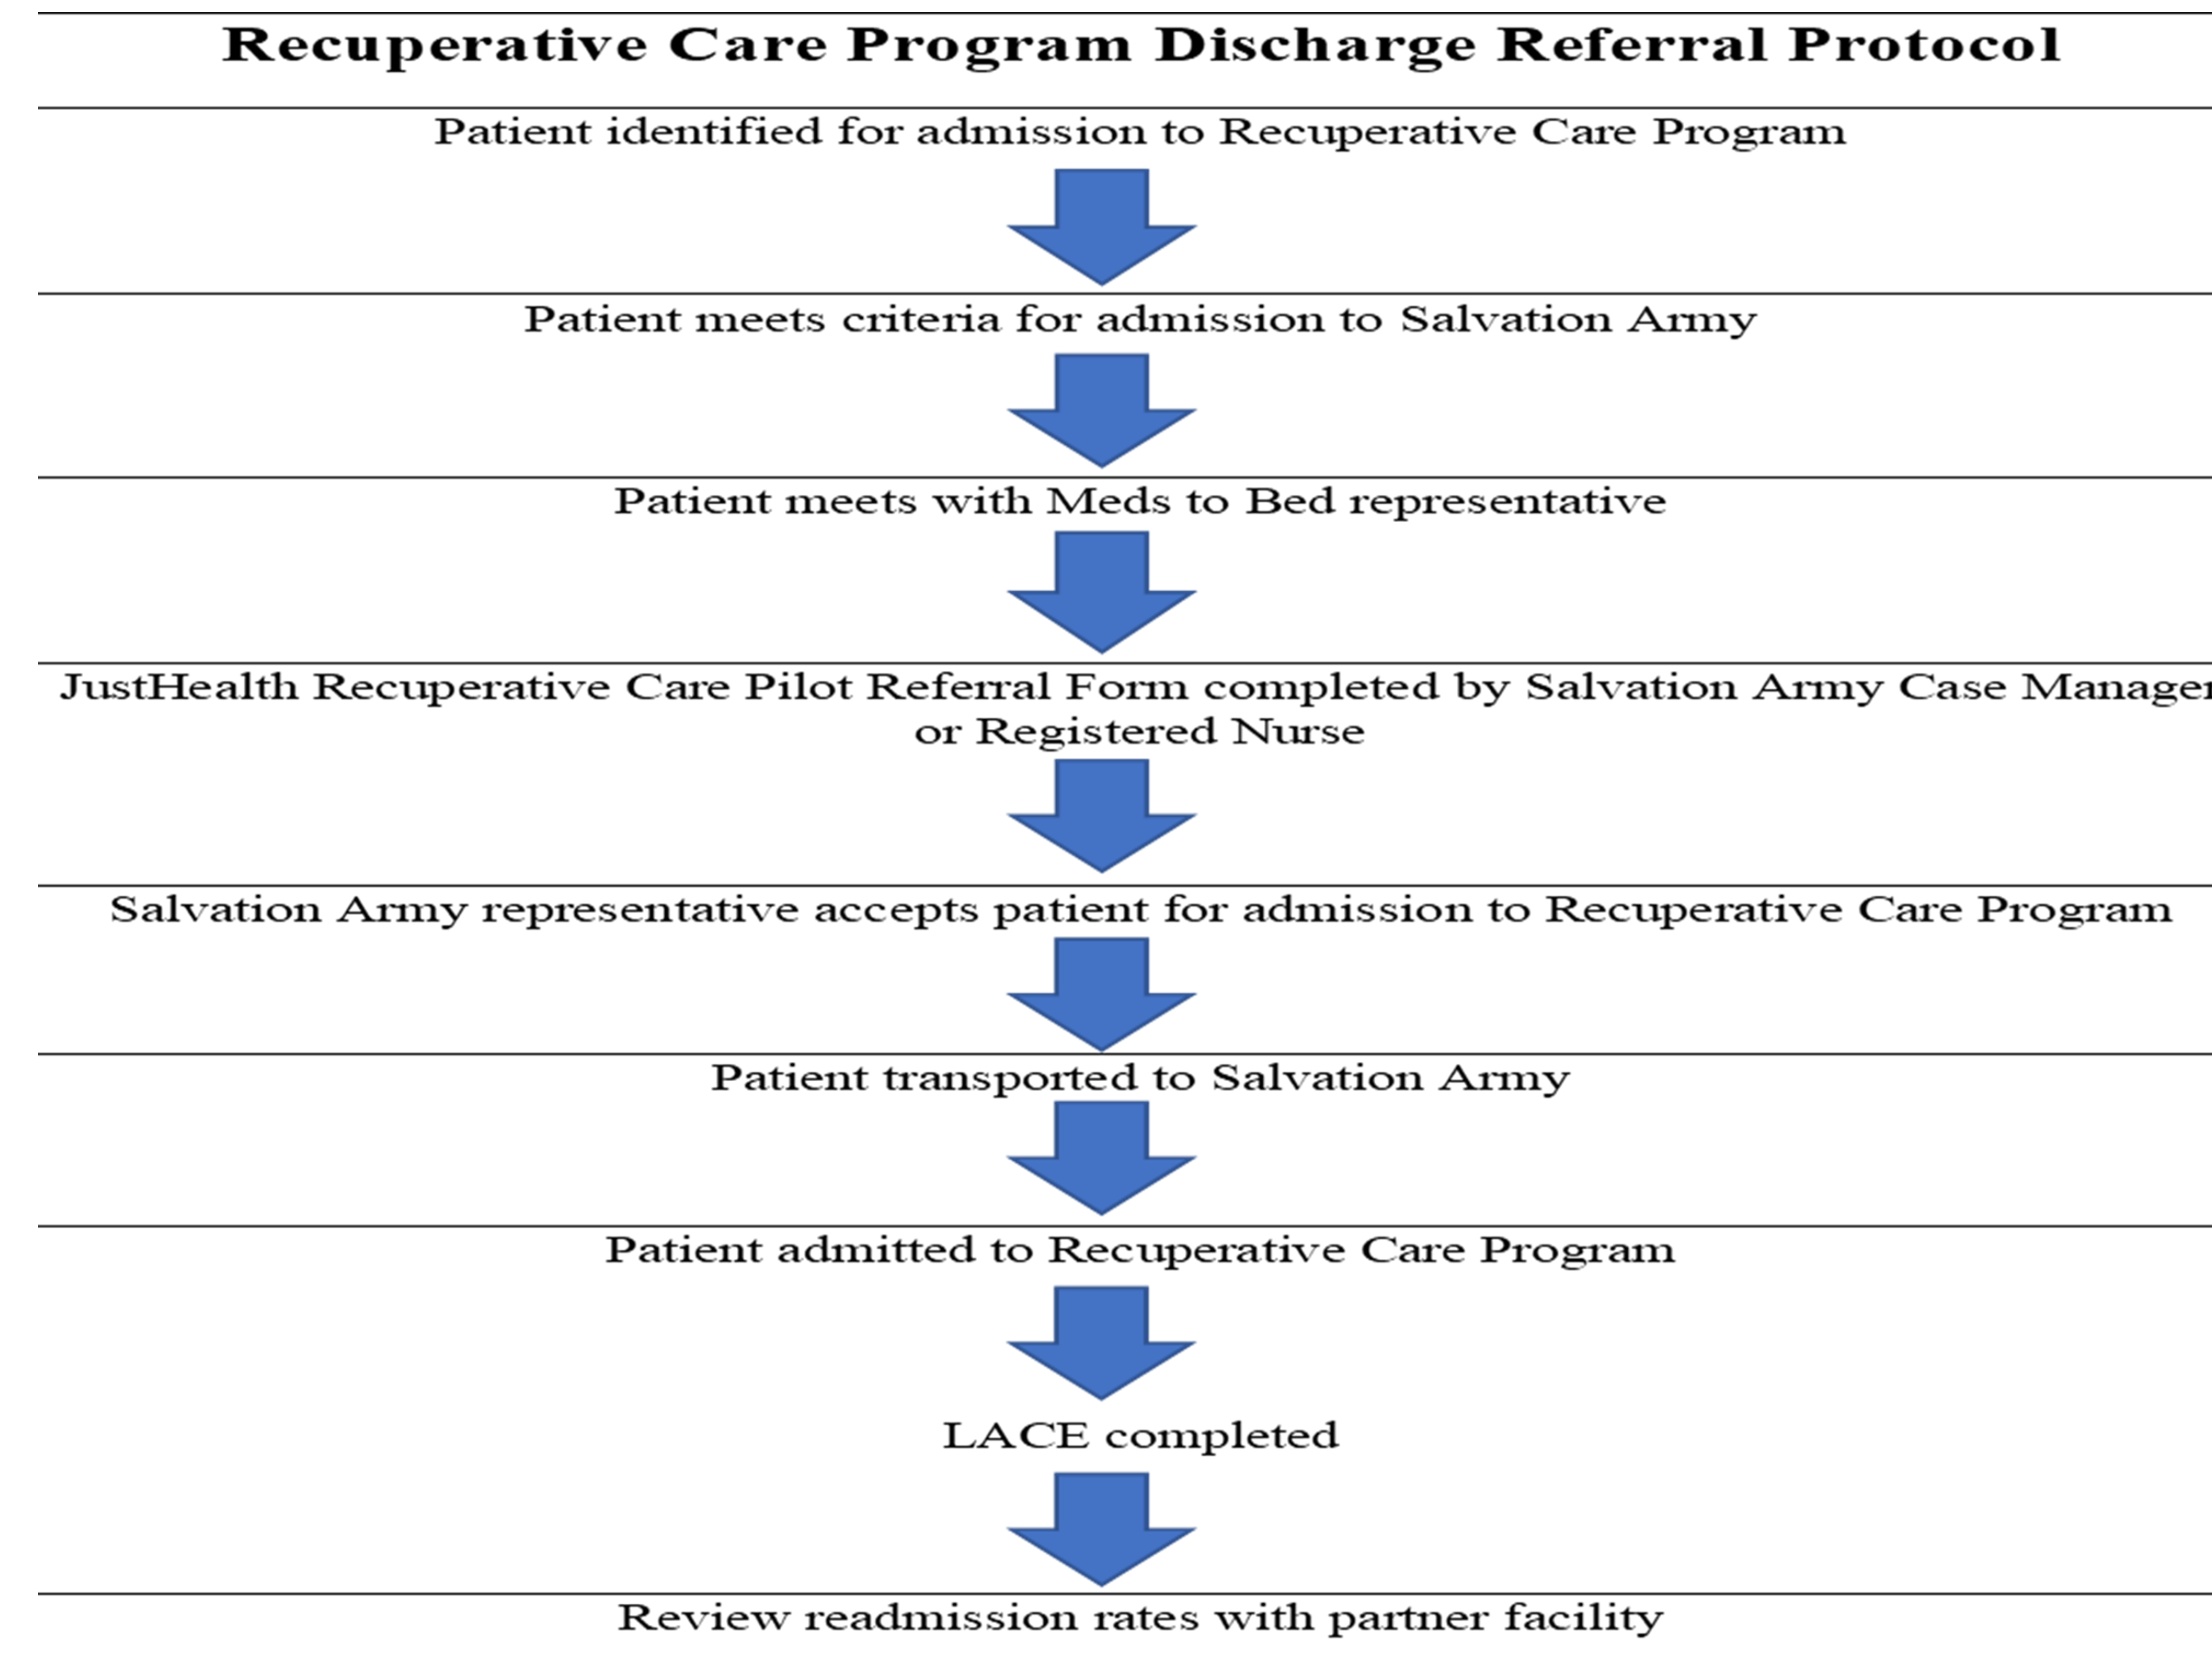 Recuperative Care Program Discharge Referral Protocol
Patient identified for admission to Recuperative Care Program
Patient meets criteria for admission to Salvation Army
Patient meets with Meds to Bed representative
JustHealth Recuperative Care Pilot Referral Form completed by Salvation Army Case Manager
or Registered Nurse
Salvation Army representative accepts patient for admission to Recuperative Care Program
Patient transported to Salvation Army
Patient admitted to Recuperative Care Program
LACE completed
Review readmission rates with partner facility